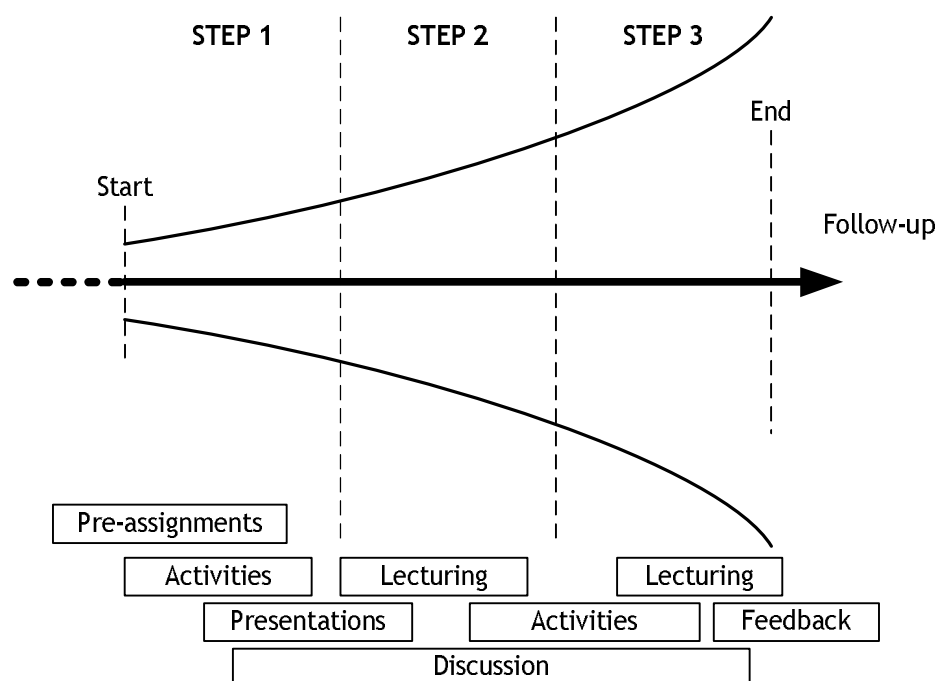 STEP 1
STEP 2
STEP 3
End
Start
Follow-up
Pre-assignments
Activities
Lecturing
Lecturing
Presentations
Activities
Feedback
Discussion